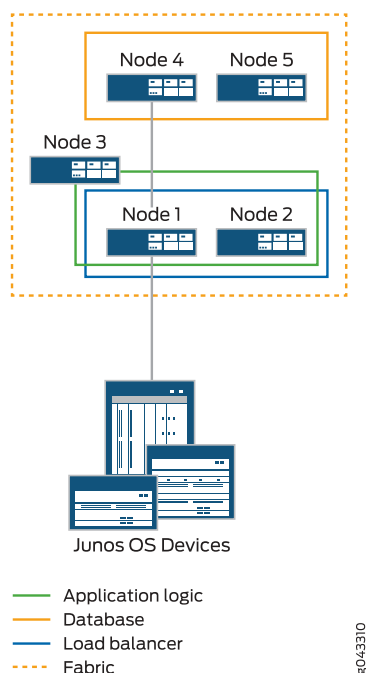 Node 4
Node 5
Node 3
Node 1
Node 2
Junos OS Devices
Application logic
Database
Load balancer
Fabric
g043310